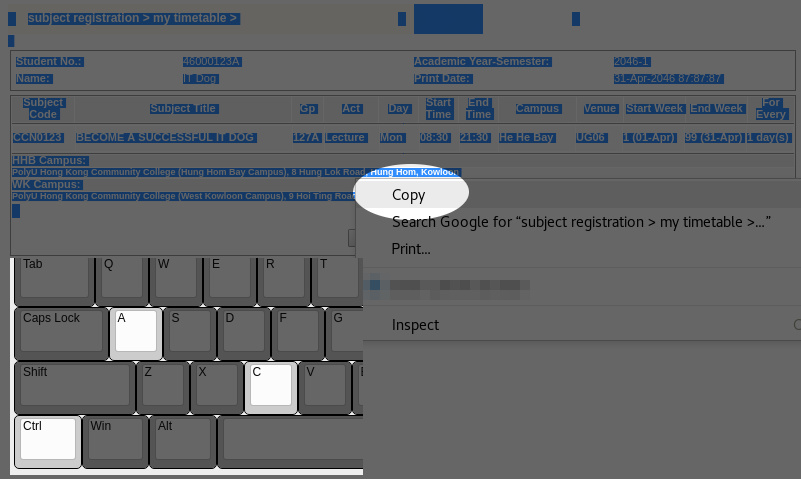 subject registration > my timetable >
Student No.: 46000123A Academic Year-Semester: 2046-1
Name: IT Dog Print Date: 31-Apr-2046 87:87:87
Subject Code Subject Title Gp Act Day Start Time End Time Campus Venue Start Week End Week For Every
CCN0123 BECOME A SUCCESSFUL IT DOG 127A Lecture Mon 08:30 21:30 He He Bay UG06 1 (01-Apr) 99 (31-Apr) 1 day(s)
HHB Campus:
PolyU Hong Kong Community College (Hung Hom Bay Campus), 8 Hung Lok Road, Hung Hom, Kowloon
WK Campus:
PolyU Hong Kong Community College (West Kowloon Campus), 9 Hoi Ting Road
Copy
Search Google for “subject registration > my timetable >...”
Print...
Inspect
Tab Q W E R T
Caps Lock A S D F G
Shift Z X C V
Ctrl Win Alt